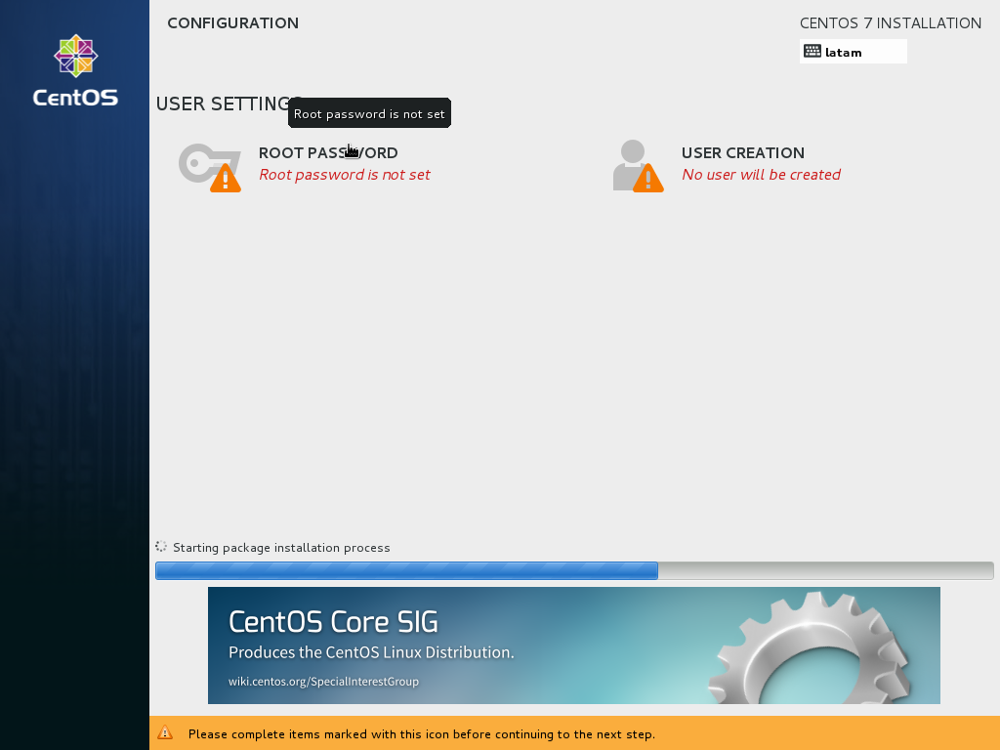 CONFIGURATION
CENTOS 7 INSTALLATION
latam
CentOS
USER SETTINGS
Root password is not set
ROOT PASSWORD
Root password is not set
USER CREATION
No user will be created
Starting package installation process
CentOS Core SIG
Produces the CentOS Linux Distribution.
wiki.centos.org/SpecialInterestGroup
Please complete items marked with this icon before continuing to the next step.